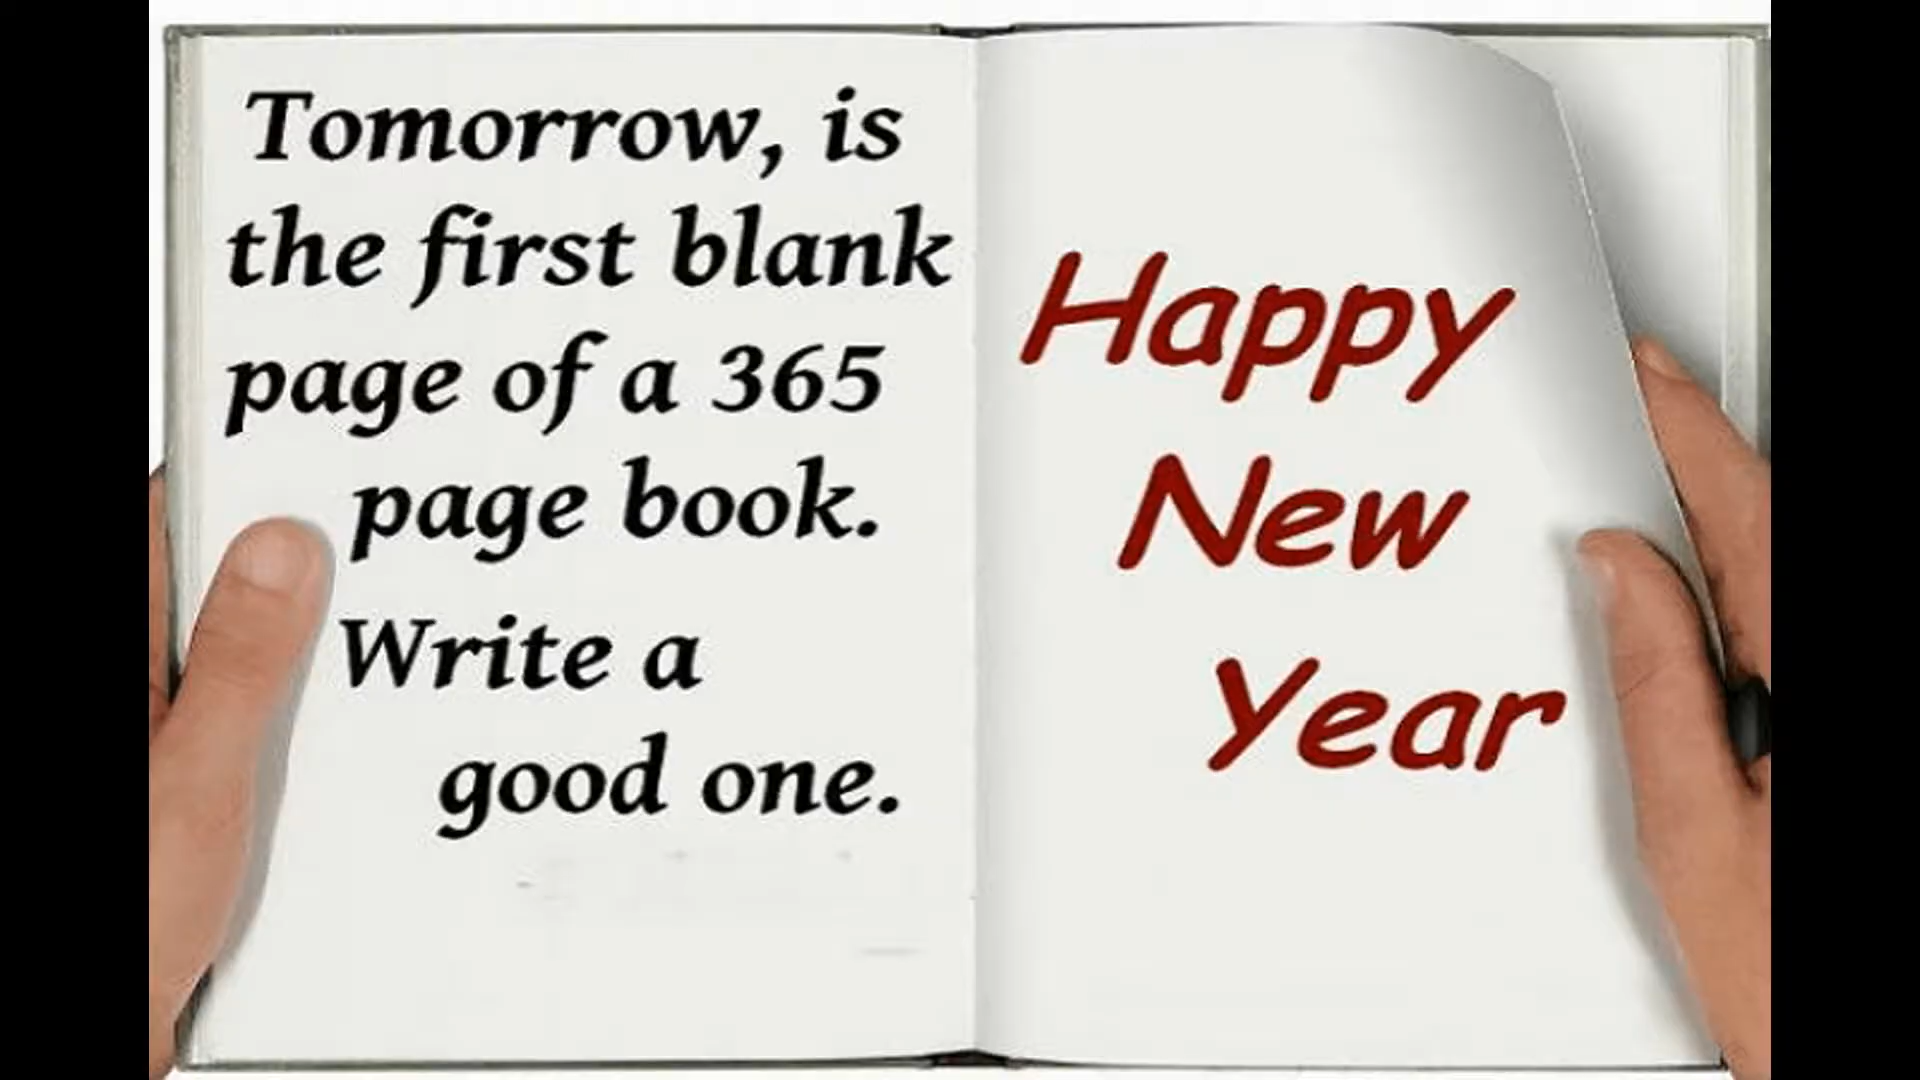 Tomorrow, is
the first blank
page of a 365
page book.
Write a
good one.
Happy
New
Year